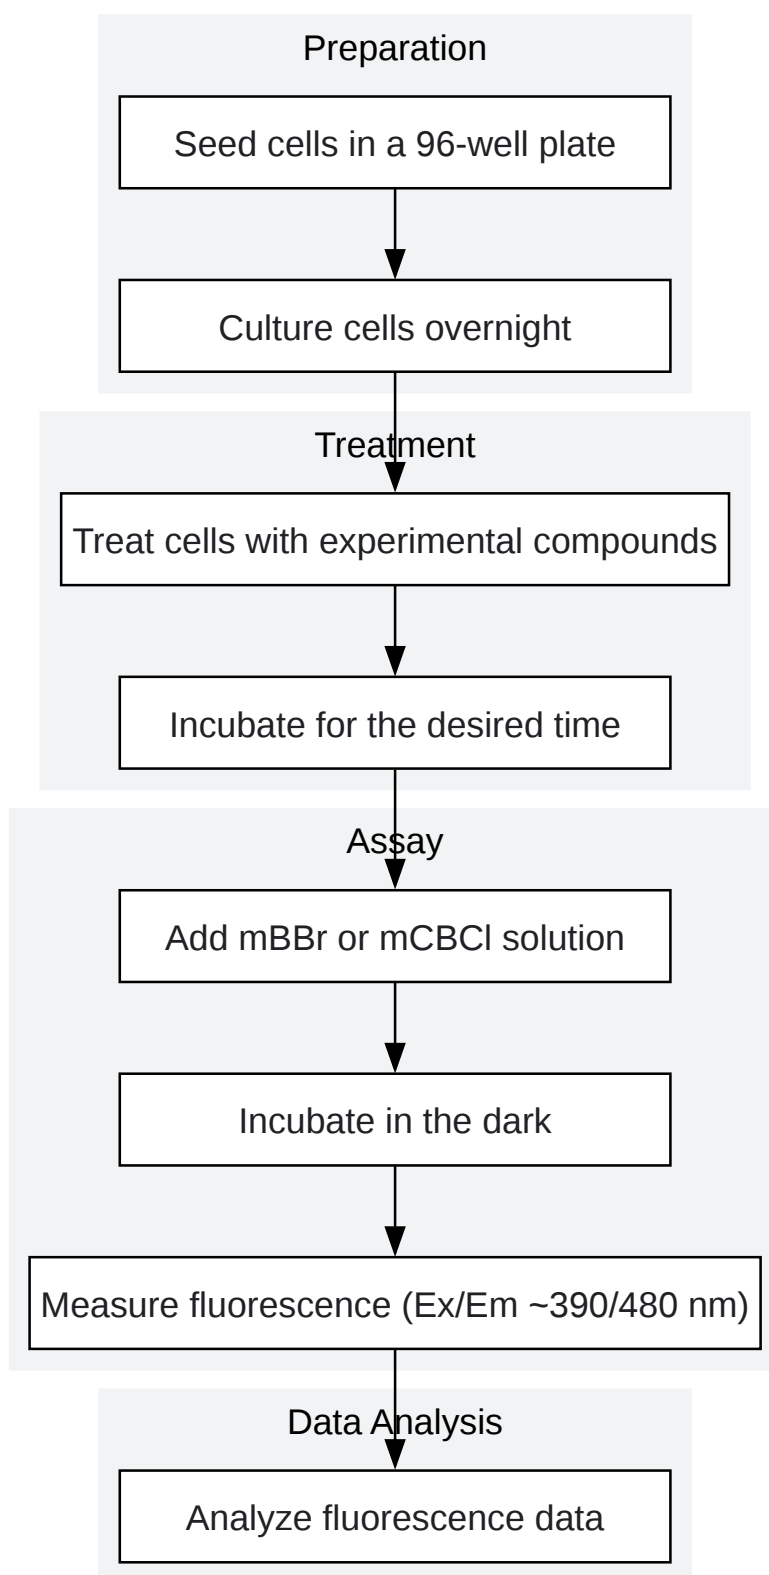 Preparation
Seed cells in a 96-well plate
Culture cells overnight
Treatment
Treat cells with experimental compounds
Incubate for the desired time
Assay
Add mBBr or mCBCl solution
Incubate in the dark
Measure fluorescence (Ex/Em ~390/480 nm)
Data Analysis
Analyze fluorescence data